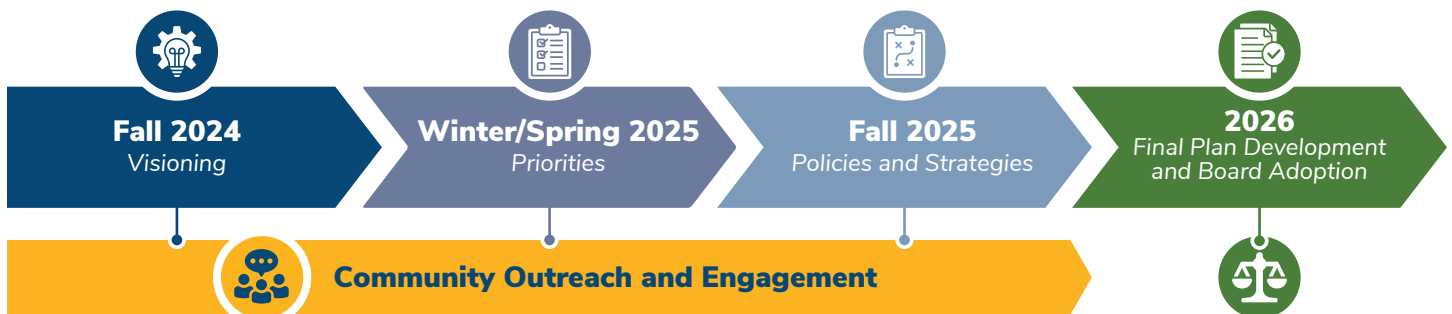 Fall 2024
Visioning
Winter/Spring 2025
Priorities
Fall 2025
Policies and Strategies
2026
Final Plan Development
and Board Adoption
Community Outreach and Engagement